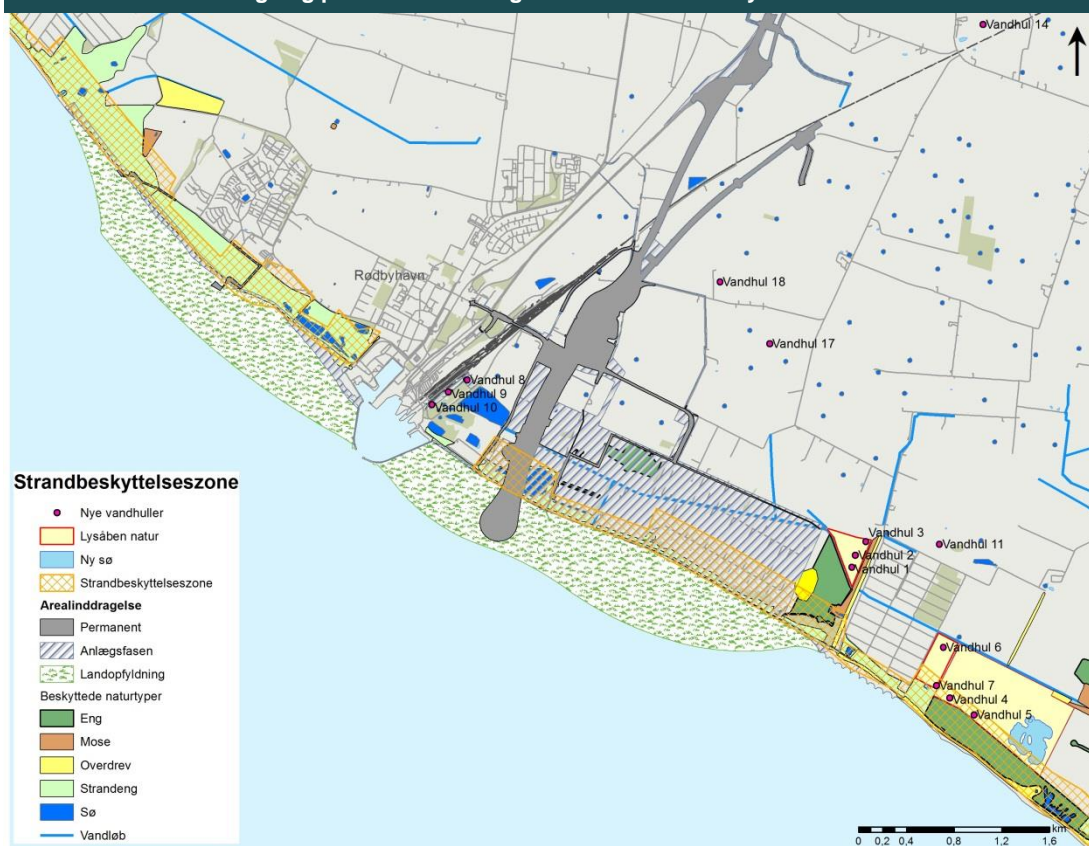 Vandhul 14
Vandhul 18
Rødbyhavn
Vandhul 17
Vandhul 8
Vandhul 9
Vandhul 10
Vandhul 3
Vandhul 11
Vandhul 2
Vandhul 1
Vandhul 6
Vandhul 7
Vandhul 4
Vandhul 5
Strandbeskyttelseszone
Nye vandhuller
Lysåben natur
Ny sø
Strandbeskyttelseszone
Arealinddragelse
Permanent
Anlægsfasen
Landopfyldning
Beskyttede naturtyper
Eng
Mose
Overdrev
Strandeng
Sø
Vandløb
km
0 0,2 0,4 0,8 1,2 1,6